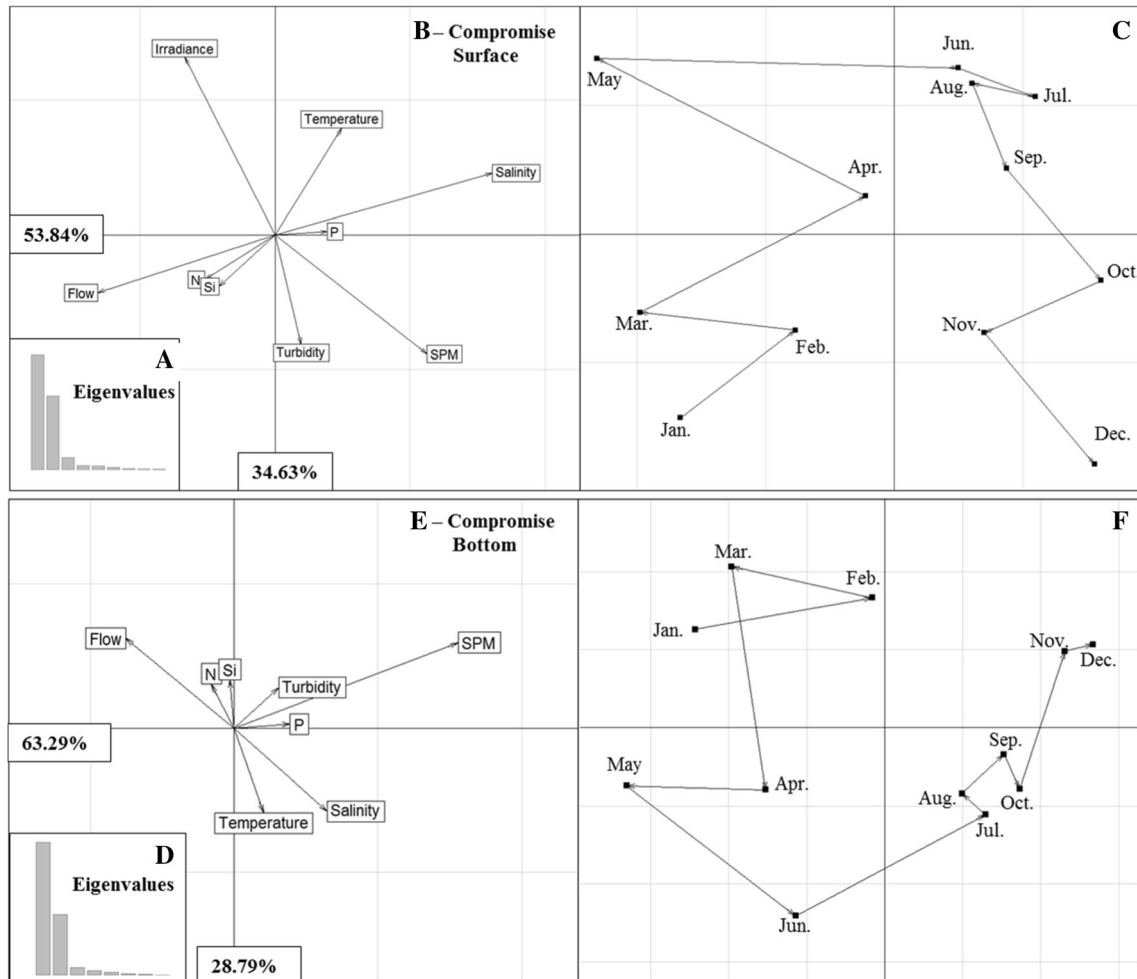 B – Compromise
Surface
Irradiance
Temperature
Salinity
P
53.84%
N
Si
Flow
Turbidity
SPM
A
Eigenvalues
34.63%
C
Jun.
May
Aug.
Jul.
Sep.
Apr.
Oct.
Mar.
Nov.
Feb.
Jan.
Dec.
E – Compromise
Bottom
Flow
SPM
N
Si
Turbidity
P
63.29%
Temperature
Salinity
D
Eigenvalues
28.79%
F
Mar.
Feb.
Jan.
Nov.
Dec.
May
Sep.
Apr.
Aug.
Oct.
Jul.
Jun.